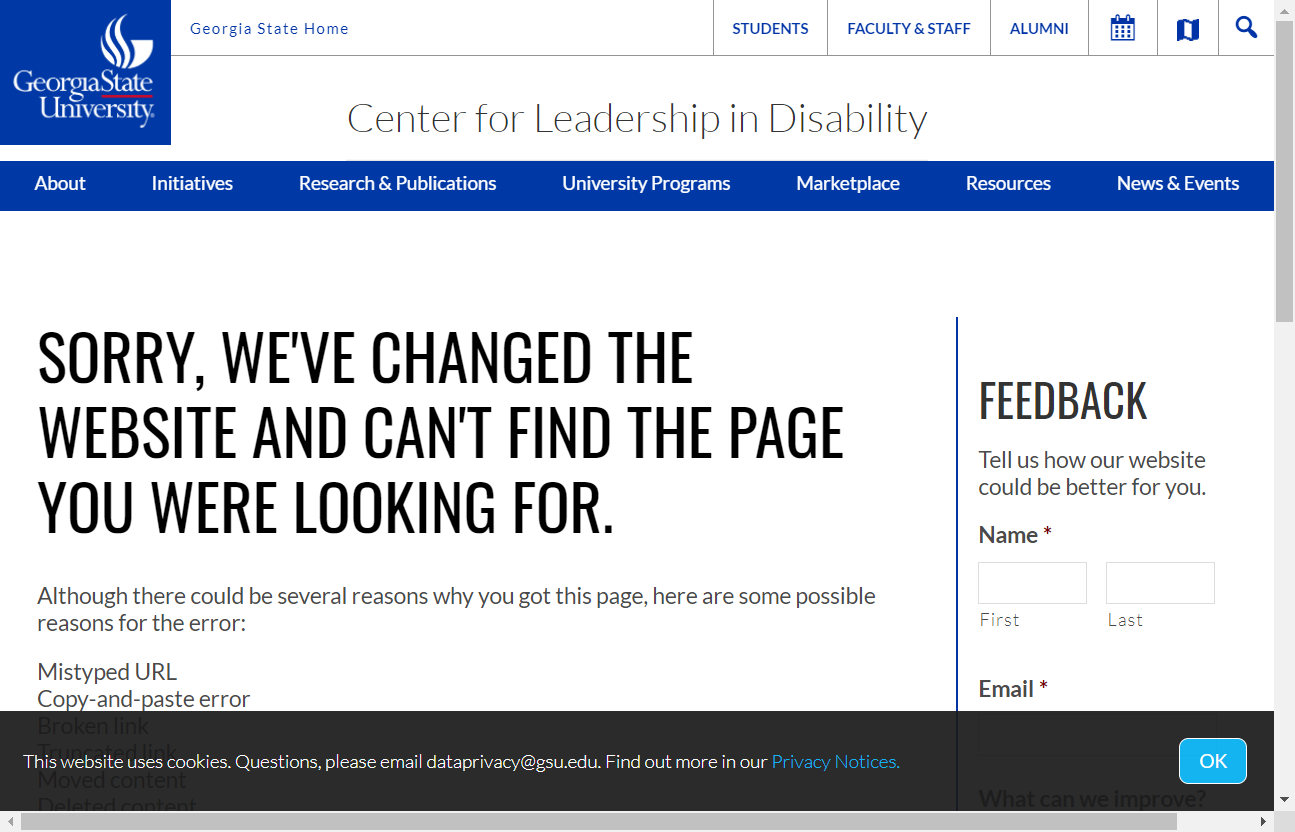 GeorgiaState
University
Georgia State Home
STUDENTS
FACULTY & STAFF
ALUMNI
Center for Leadership in Disability
About
Initiatives
Research & Publications
University Programs
Marketplace
Resources
News & Events
SORRY, WE'VE CHANGED THE
WEBSITE AND CAN'T FIND THE PAGE
YOU WERE LOOKING FOR.
Although there could be several reasons why you got this page, here are some possible
reasons for the error:
Mistyped URL
Copy-and-paste error
Broken link
Truncated link
Moved content
Deleted content
FEEDBACK
Tell us how our website
could be better for you.
Name *
First
Last
Email *
What can we improve?
This website uses cookies. Questions, please email dataprivacy@gsu.edu. Find out more in our Privacy Notices.
OK